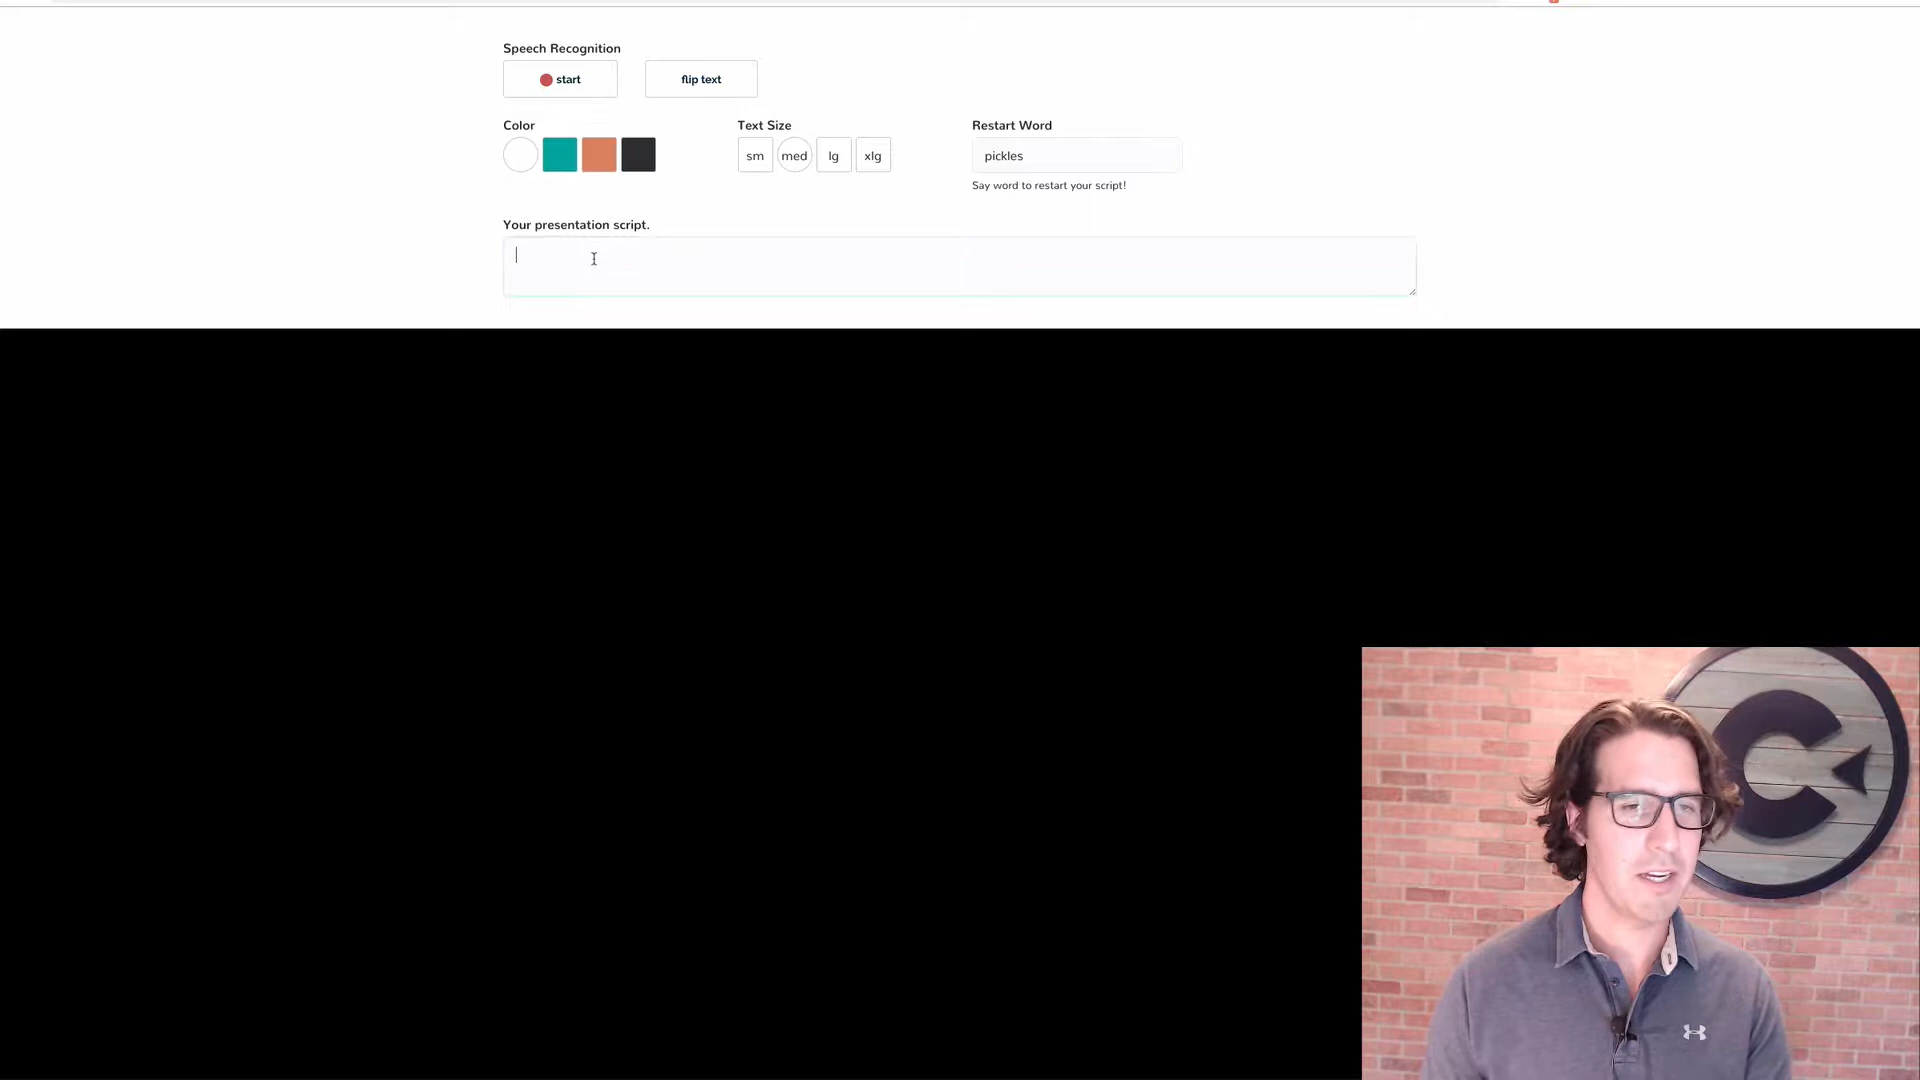 Speech Recognition
start
flip text
Color
Text Size
Restart Word
sm
med
lg
xlg
pickles
Say word to restart your script!
Your presentation script.
C